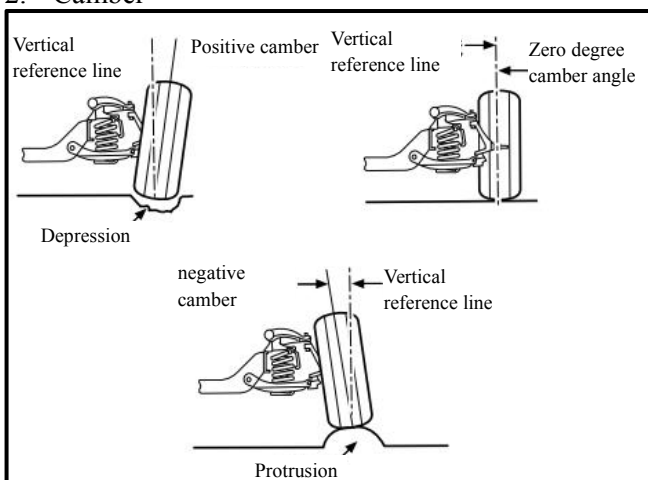 2. Camber
Vertical
reference line
Positive camber
Vertical
reference line
Zero degree
camber angle
Depression
negative
camber
Vertical
reference line
Protrusion